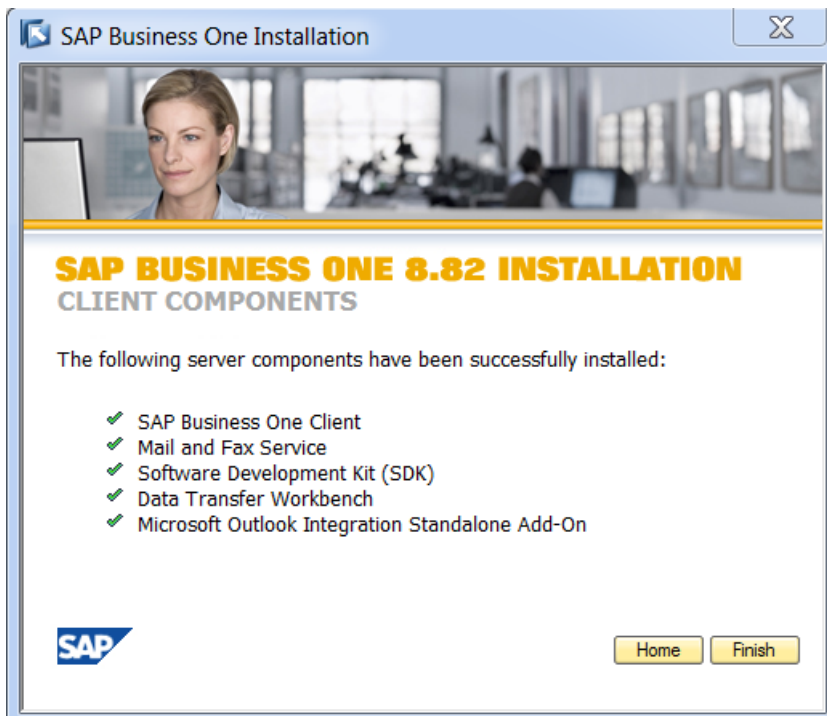 SAP Business One Installation
SAP BUSINESS ONE 8.82 INSTALLATION
CLIENT COMPONENTS
The following server components have been successfully installed:
SAP Business One Client
Mail and Fax Service
Software Development Kit (SDK)
Data Transfer Workbench
Microsoft Outlook Integration Standalone Add-On
SAP
Home
Finish